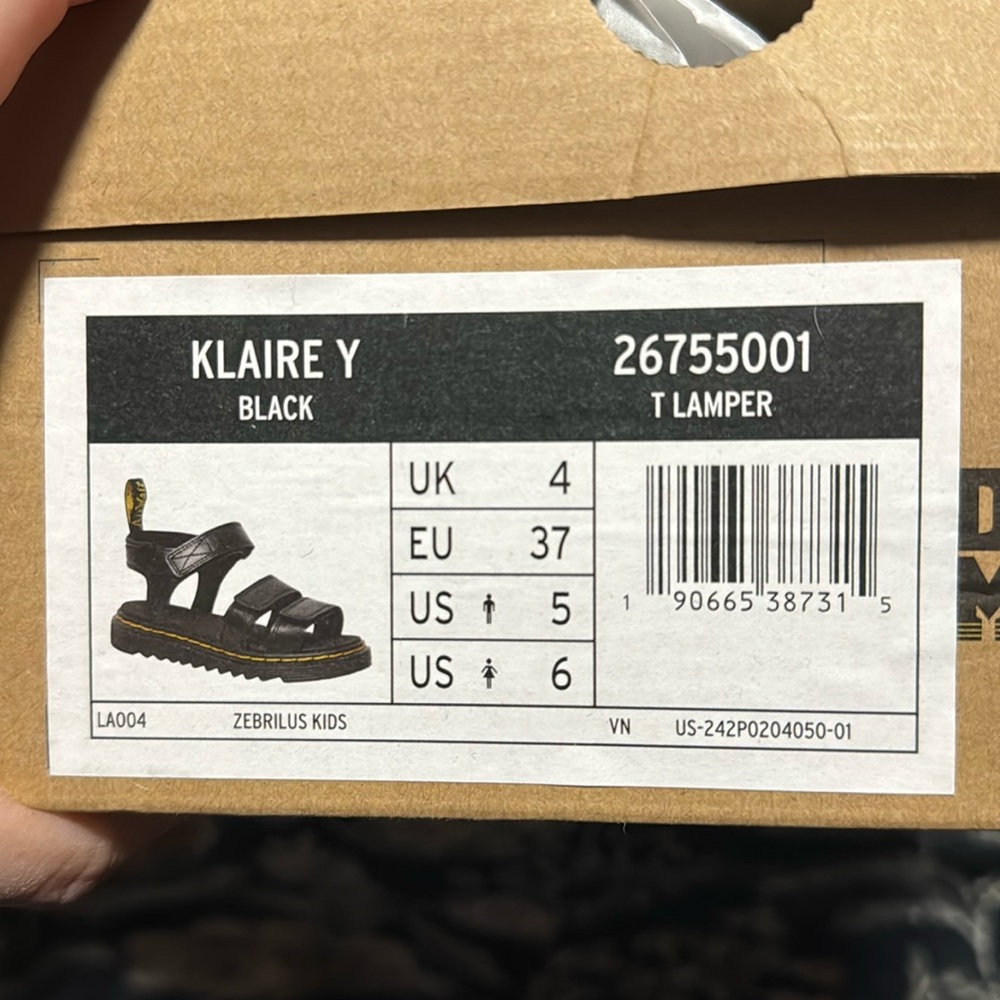 KLAIRE Y
BLACK
26755001
T LAMPER
UK 4
EU 37
US 5
US 6
1 90665 38731 5
LA004 ZEBRILUS KIDS VN US-242P0204050-01